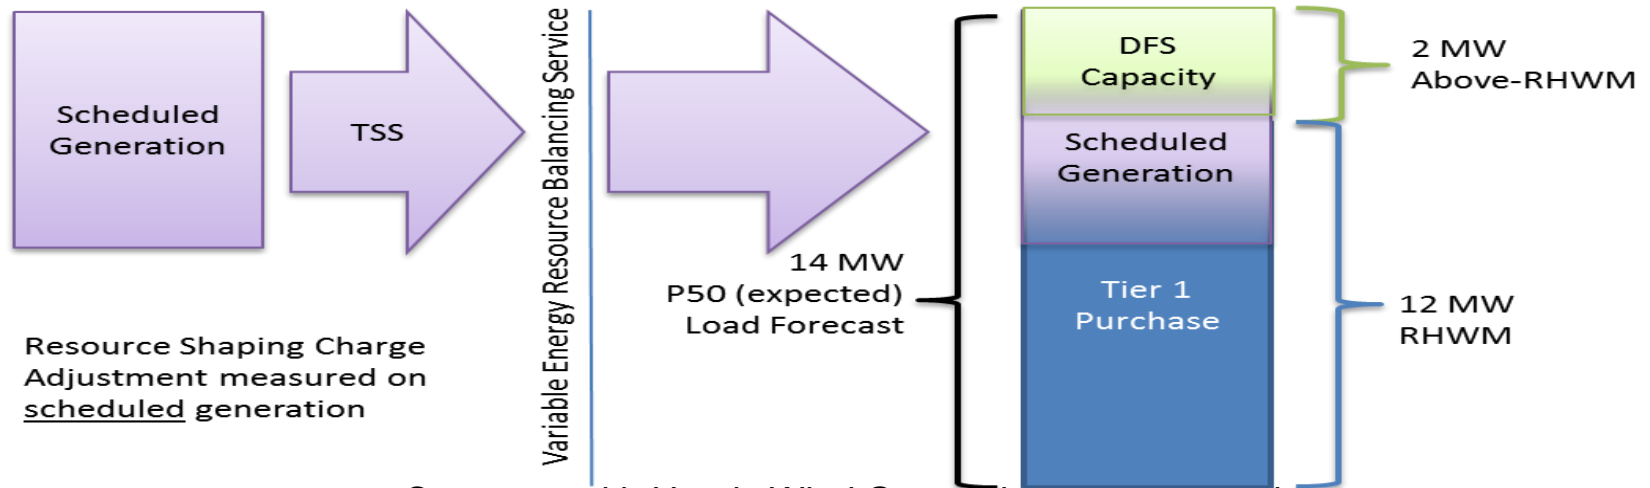 Scheduled
Generation
TSS
Variable Energy Resource Balancing Service
14 MW
P50 (expected)
Load Forecast
DFS
Capacity
Scheduled
Generation
Tier 1
Purchase
2 MW
Above-RHWM
12 MW
RHWM
Resource Shaping Charge
Adjustment measured on
scheduled generation